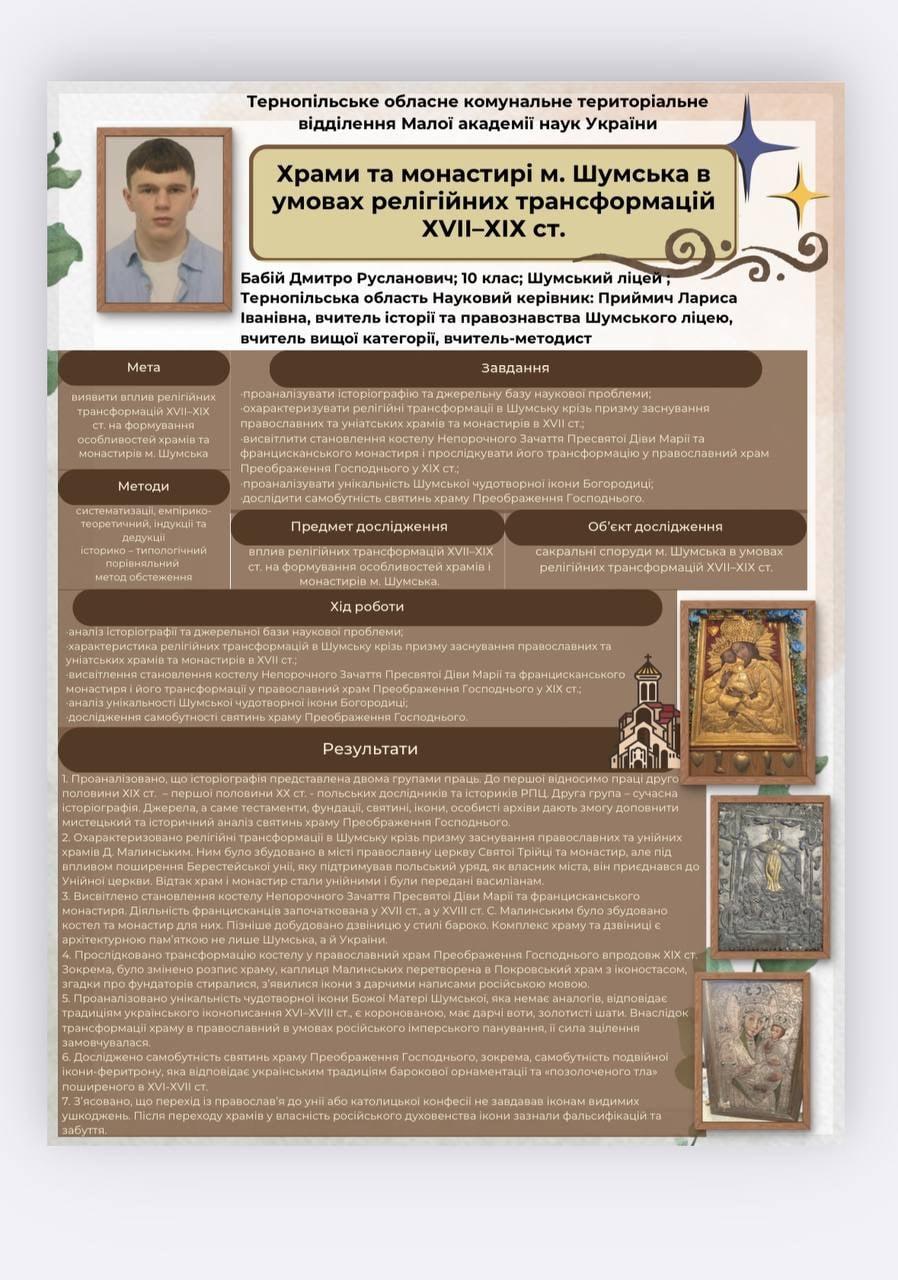 Тернопільське обласне комунальне територіальне
відділення Малої академії наук України
Храми та монастирі м. Шумська в
умовах релігійних трансформацій
XVII–XIX ст.
Бабій Дмитро Русланович; 10 клас; Шумський ліцей ;
Тернопільська область Науковий керівник: Приймич Лариса
Іванівна, вчитель історії та правознавства Шумського ліцею,
вчитель вищої категорії, вчитель-методист
Мета
виявити вплив релігійних
трансформацій XVII–XIX
ст. на формування
особливостей храмів та
монастирів м. Шумська
Завдання
·проаналізувати історіографію та джерельну базу наукової проблеми;
·охарактеризувати релігійні трансформації в Шумську крізь призму заснування
православних та уніатських храмів та монастирів в XVII ст.;
·висвітлити становлення костелу Непорочного Зачаття Пресвятої Діви Марії та
францисканського монастиря і прослідкувати його трансформацію у православний храм
Преображення Господнього у XIX ст.;
·проаналізувати унікальність Шумської чудотворної ікони Богородиці;
·дослідити самобутність святинь храму Преображення Господнього.
Методи
систематизації, емпірико-
теоретичний, індукції та
дедукції
історико – типологічний
порівняльний
метод обстеження
Предмет дослідження
вплив релігійних трансформацій XVII–XIX
ст. на формування особливостей храмів і
монастирів м. Шумська.
Об’єкт дослідження
сакральні споруди м. Шумська в умовах
релігійних трансформацій XVII–XIX ст.
Хід роботи
·аналіз історіографії та джерельної бази наукової проблеми;
·характеристика релігійних трансформацій в Шумську крізь призму заснування православних та
уніатських храмів та монастирів в XVII ст.;
·висвітлення становлення костелу Непорочного Зачаття Пресвятої Діви Марії та францисканського
монастиря і його трансформації у православний храм Преображення Господнього у XIX ст.;
·аналіз унікальності Шумської чудотворної ікони Богородиці;
·дослідження самобутності святинь храму Преображення Господнього.
Результати
1. Проаналізовано, що історіографія представлена двома групами праць. До першої відносимо праці друго
половини XIX ст. – першої половини XX ст. - польських дослідників та істориків РПЦ. Друга група – сучасна
історіографія. Джерела, а саме тестаменти, фундації, святині, ікони, особисті архіви дають змогу доповнити
мистецький та історичний аналіз святинь храму Преображення Господнього.
2. Охарактеризовано релігійні трансформації в Шумську крізь призму заснування православних та унійних
храмів Д. Малинським. Ним було збудовано в місті православну церкву Святої Трійці та монастир, але під
впливом поширення Берестейської унії, яку підтримував польський уряд, як власник міста, він приєднався до
Унійної церкви. Відтак храм і монастир стали унійними і були передані василіанам.
3. Висвітлено становлення костелу Непорочного Зачаття Пресвятої Діви Марії та францисканського
монастиря. Діяльність францисканців започаткована у XVII ст., а у XVIII ст. С. Малинським було збудовано
костел та монастир для них. Пізніше добудовано дзвіницю у стилі бароко. Комплекс храму та дзвіниці є
архітектурною пам’яткою не лише Шумська, а й України.
4. Прослідковано трансформацію костелу у православний храм Преображення Господнього впродовж XIX ст.
Зокрема, було змінено розпис храму, каплиця Малинських перетворена в Покровський храм з іконостасом,
згадки про фундаторів стиралися, з’явилися ікони з дарчими написами російською мовою.
5. Проаналізовано унікальність чудотворної ікони Божої Матері Шумської, яка немає аналогів, відповідає
традиціям українського іконописання XVI–XVIII ст., є коронованою, має дарчі воти, золотисті шати. Внаслідок
трансформації храму в православний в умовах російського імперського панування, її сила зцілення
замовчувалася.
6. Досліджено самобутність святинь храму Преображення Господнього, зокрема, самобутність подвійної
ікони-феритрону, яка відповідає українським традиціям барокової орнаментації та «позолоченого тла»
поширеного в XVI-XVII ст.
7. З’ясовано, що перехід із православ’я до унії або католицької конфесії не завдавав іконам видимих
ушкоджень. Після переходу храмів у власність російського духовенства ікони зазнали фальсифікацій та
забуття.